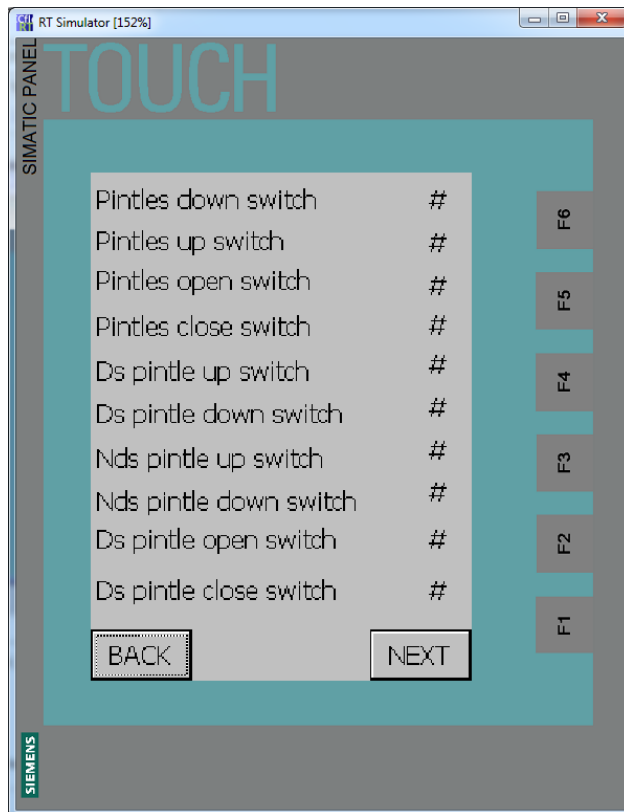 RT Simulator [152%]
SIMATIC PANEL
TOUCH
Pintles down switch #
Pintles up switch #
Pintles open switch #
Pintles close switch #
Ds pintle up switch #
Ds pintle down switch #
Nds pintle up switch #
Nds pintle down switch #
Ds pintle open switch #
Ds pintle close switch #
BACK NEXT
F6
F5
F4
F3
F2
F1
SIEMENS